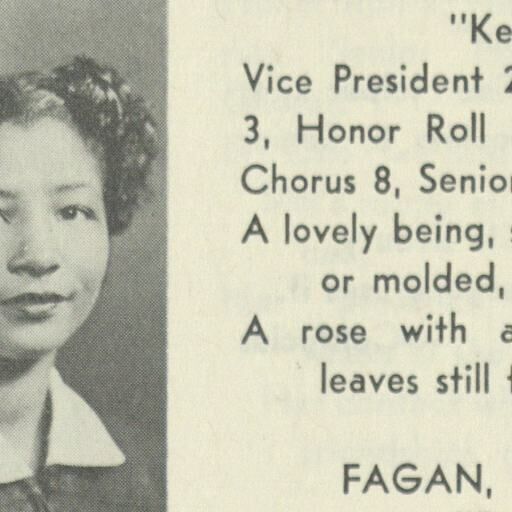 "Ke
Vice President 2
3, Honor Roll
Chorus 8, Senior
A lovely being, s
or molded,
A rose with a
leaves still f
FAGAN,